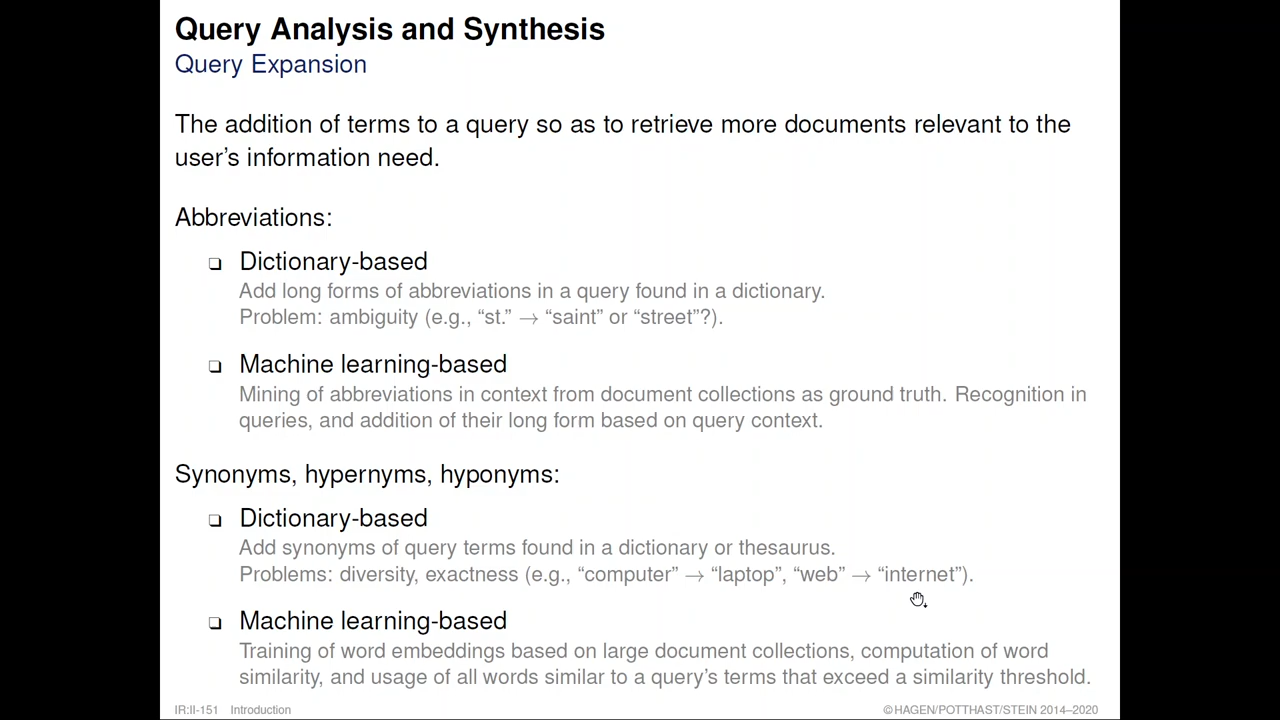 Query Analysis and Synthesis
Query Expansion
The addition of terms to a query so as to retrieve more documents relevant to the
user's information need.
Abbreviations:
❏ Dictionary-based
Add long forms of abbreviations in a query found in a dictionary.
Problem: ambiguity (e.g., “st.” → “saint” or “street”?).
❏ Machine learning-based
Mining of abbreviations in context from document collections as ground truth. Recognition in
queries, and addition of their long form based on query context.
Synonyms, hypernyms, hyponyms:
❏ Dictionary-based
Add synonyms of query terms found in a dictionary or thesaurus.
Problems: diversity, exactness (e.g., “computer” → “laptop”, “web” → “internet”).
❏ Machine learning-based
Training of word embeddings based on large document collections, computation of word
similarity, and usage of all words similar to a query's terms that exceed a similarity threshold.
IR:II-151 Introduction ©HAGEN/POTTHAST/STEIN 2014–2020